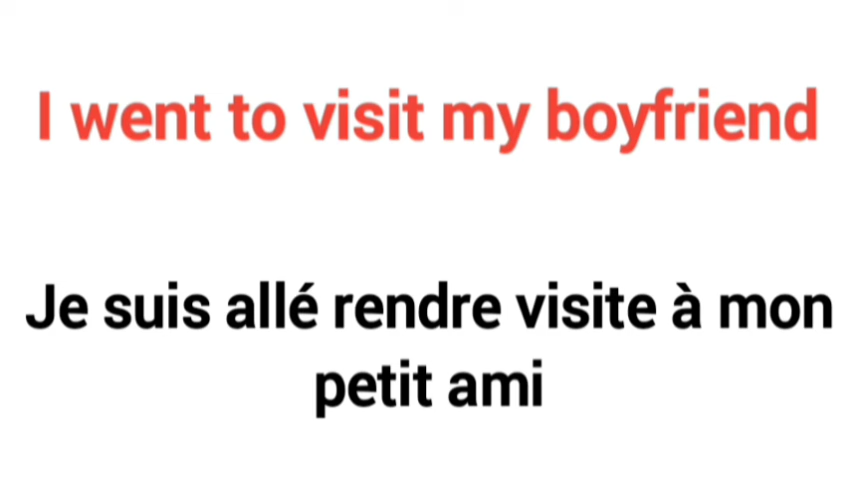 I went to visit my boyfriend
Je suis allé rendre visite à mon
petit ami